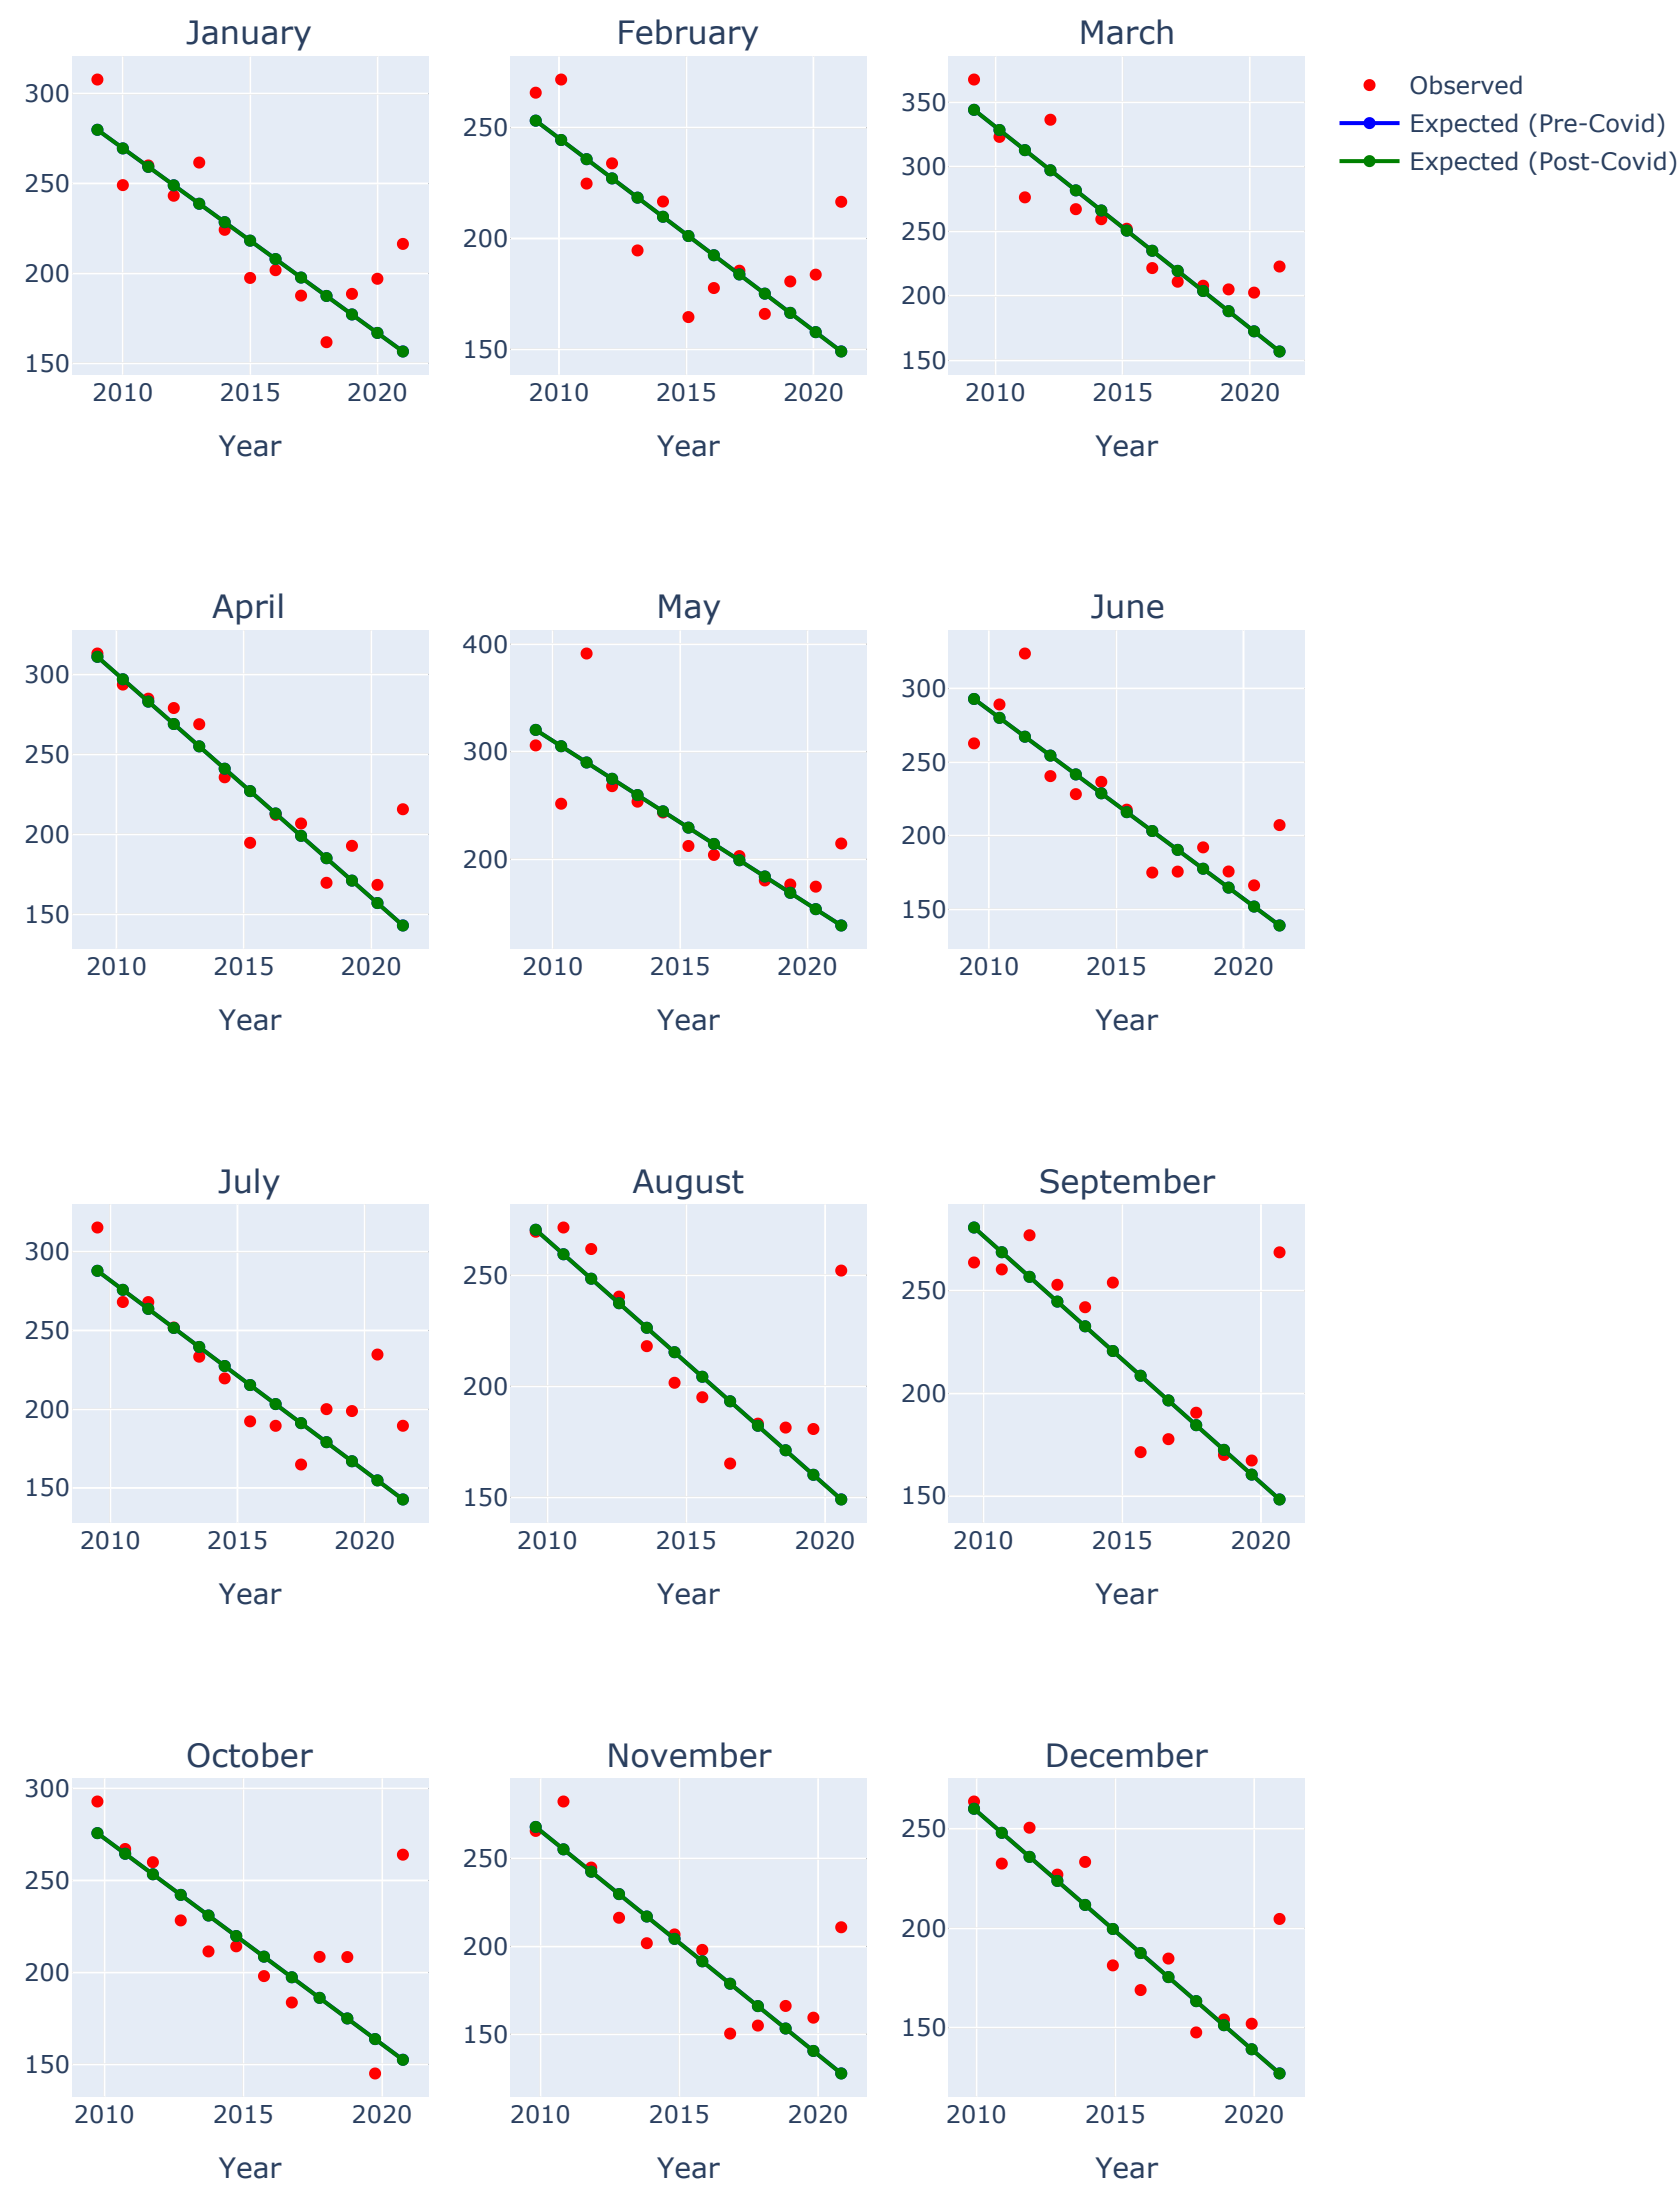 January
February
March
300
250
200
150
2010 2015 2020
Year
250
200
150
2010 2015 2020
Year
350
300
250
200
150
2010 2015 2020
Year
Observed
Expected (Pre-Covid)
Expected (Post-Covid)
April
May
June
300
250
200
150
2010 2015 2020
Year
400
300
200
2010 2015 2020
Year
300
250
200
150
2010 2015 2020
Year
July
August
September
300
250
200
150
2010 2015 2020
Year
250
200
150
2010 2015 2020
Year
250
200
150
2010 2015 2020
Year
October
November
December
300
250
200
150
2010 2015 2020
Year
250
200
150
2010 2015 2020
Year
250
200
150
2010 2015 2020
Year